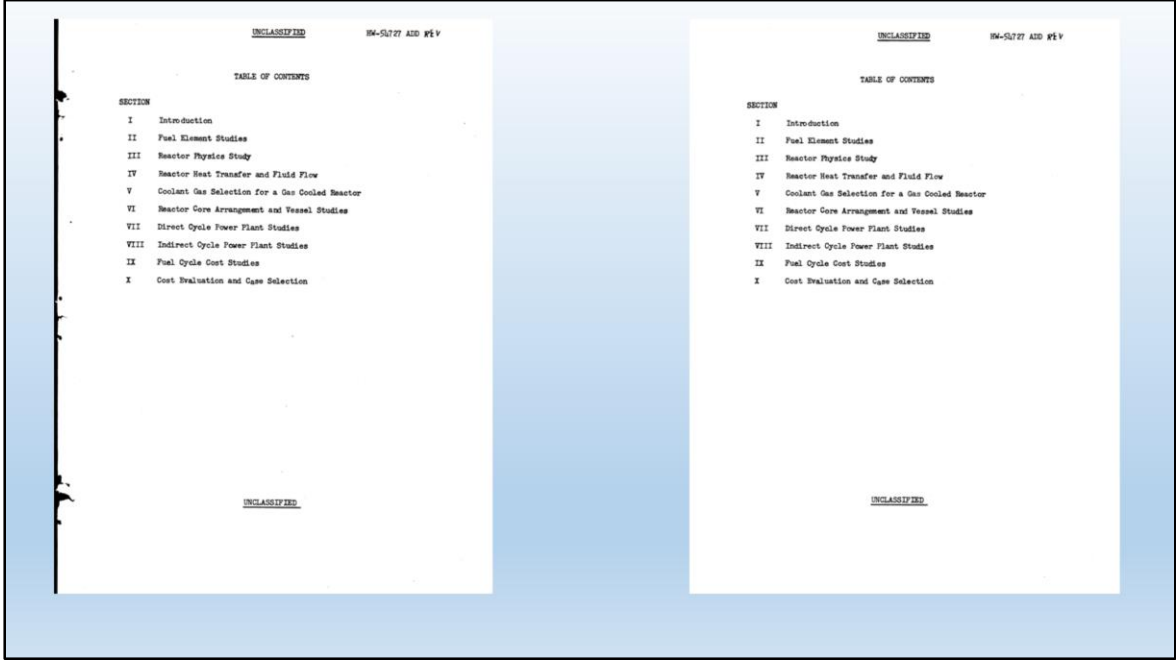 UNCLASSIFIED HW-54727 ADD REV
TABLE OF CONTENTS
SECTION
I Introduction
II Fuel Element Studies
III Reactor Physics Study
IV Reactor Heat Transfer and Fluid Flow
V Coolant Gas Selection for a Gas Cooled Reactor
VI Reactor Core Arrangement and Vessel Studies
VII Direct Cycle Power Plant Studies
VIII Indirect Cycle Power Plant Studies
IX Fuel Cycle Cost Studies
X Cost Evaluation and Case Selection
UNCLASSIFIED
UNCLASSIFIED HW-54727 ADD REV
TABLE OF CONTENTS
SECTION
I Introduction
II Fuel Element Studies
III Reactor Physics Study
IV Reactor Heat Transfer and Fluid Flow
V Coolant Gas Selection for a Gas Cooled Reactor
VI Reactor Core Arrangement and Vessel Studies
VII Direct Cycle Power Plant Studies
VIII Indirect Cycle Power Plant Studies
IX Fuel Cycle Cost Studies
X Cost Evaluation and Case Selection
UNCLASSIFIED